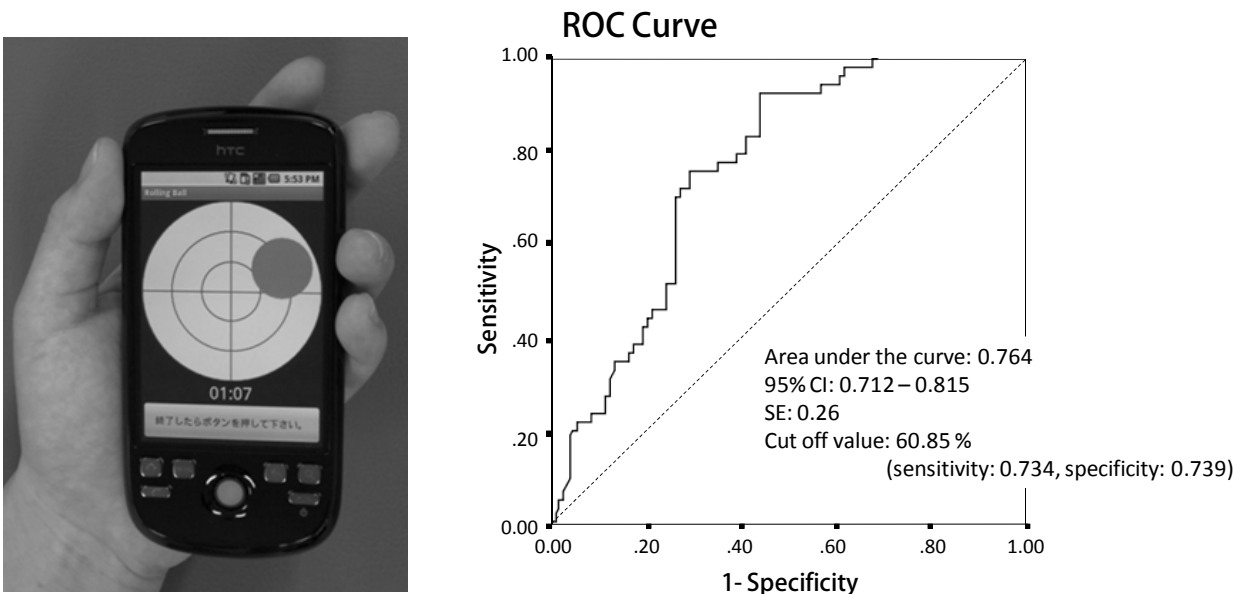 hTC
5:53 PM
Rolling Ball
01:07
終了したらボタンを押して下さい。
ROC Curve
1.00
.80
.60
.40
.20
0.00
Sensitivity
0.00 .20 .40 .60 .80 1.00
1- Specificity
Area under the curve: 0.764
95% CI: 0.712 – 0.815
SE: 0.26
Cut off value: 60.85 %
(sensitivity: 0.734, specificity: 0.739)